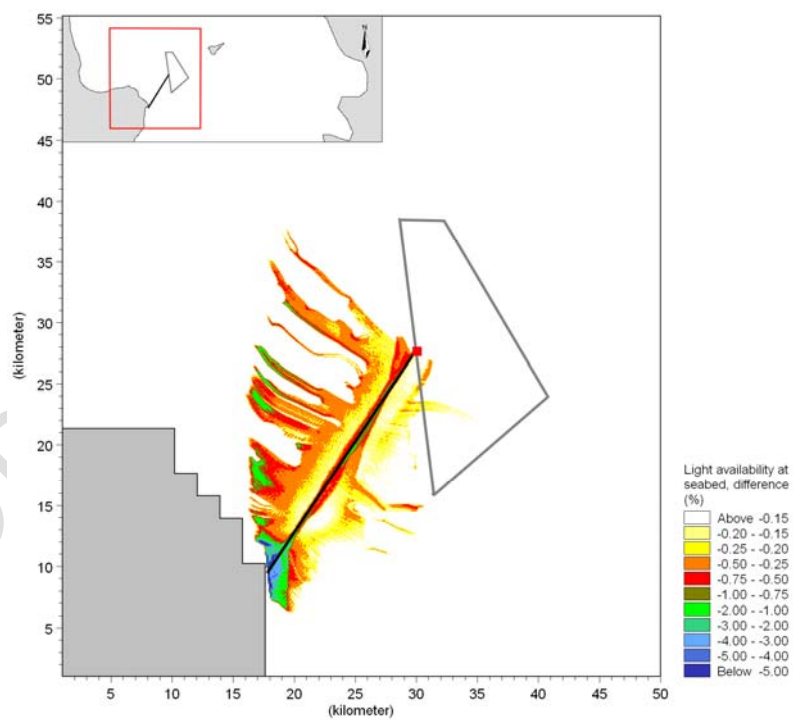 55
50
45
40
35
30
25
20
15
10
5
(kilometer)
5 10 15 20 25 30 35 40 45 50
(kilometer)
N
Light availability at
seabed, difference
(%)
Above -0.15
-0.20 - -0.15
-0.25 - -0.20
-0.50 - -0.25
-0.75 - -0.50
-1.00 - -0.75
-2.00 - -1.00
-3.00 - -2.00
-4.00 - -3.00
-5.00 - -4.00
Below -5.00